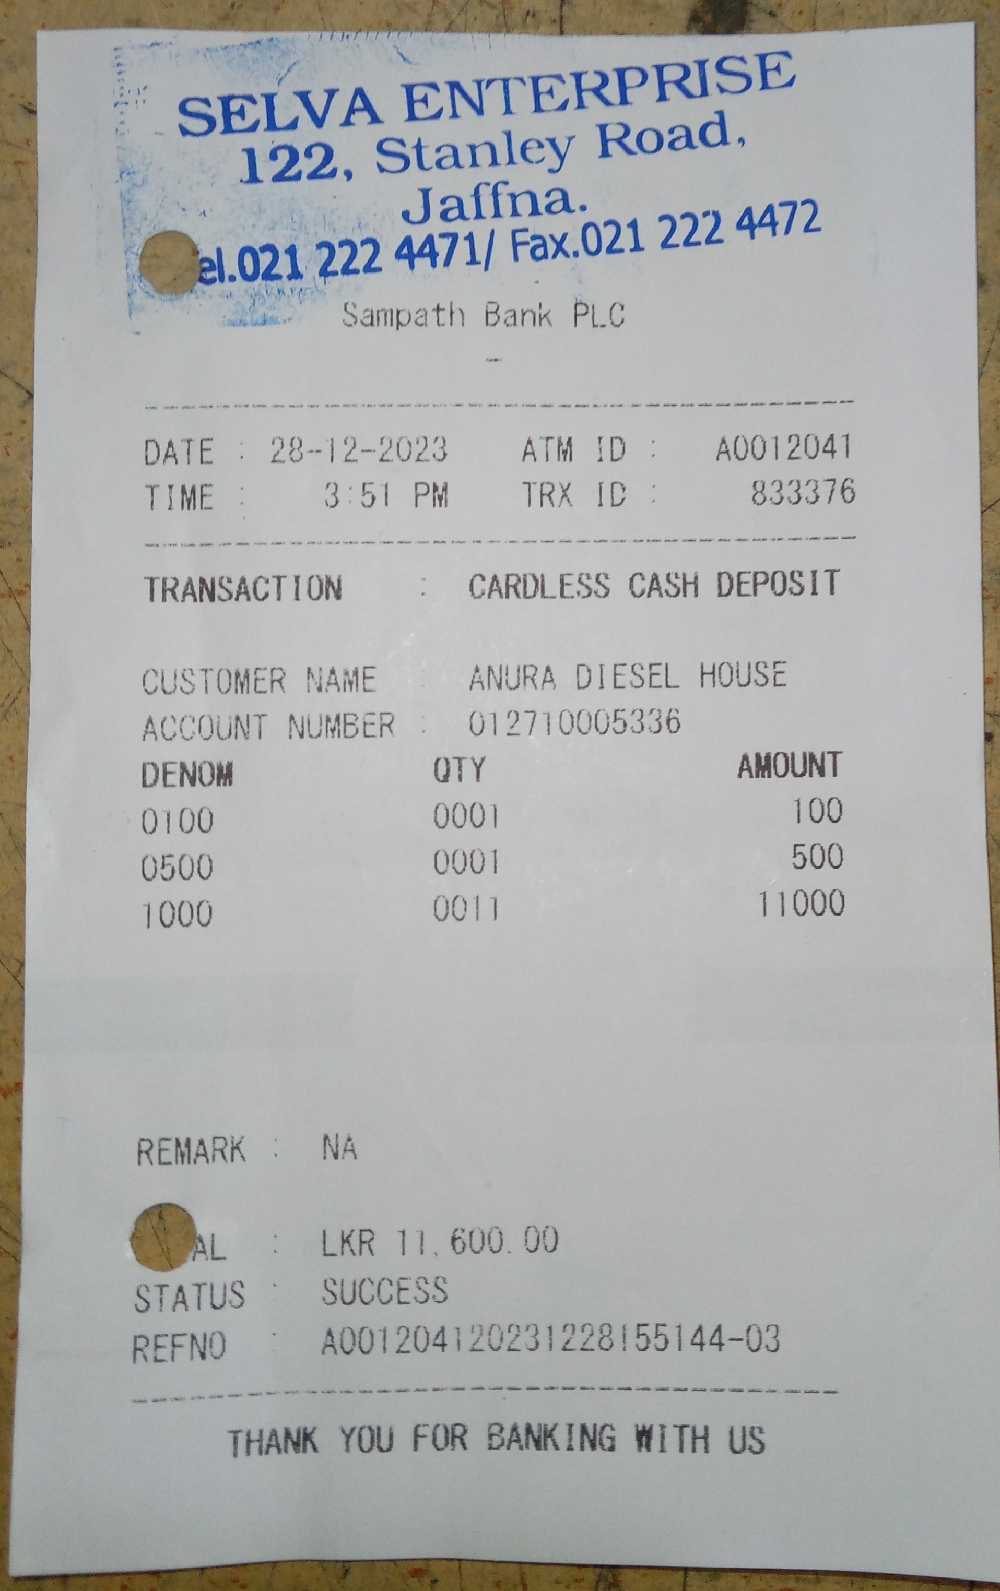 SELVA ENTERPRISE
122, Stanley Road,
Jaffna.
el.021 222 4471/ Fax.021 222 4472
Sampath Bank PLC
-
DATE : 28-12-2023 ATM ID : A0012041
TIME : 3:51 PM TRX ID : 833376
TRANSACTION : CARDLESS CASH DEPOSIT
CUSTOMER NAME : ANURA DIESEL HOUSE
ACCOUNT NUMBER : 012710005336
DENOM QTY AMOUNT
0100 0001 100
0500 0001 500
1000 0011 11000
REMARK : NA
AL : LKR 11,600.00
STATUS : SUCCESS
REFNO : A00120412023122815​5144-03
THANK YOU FOR BANKING WITH US